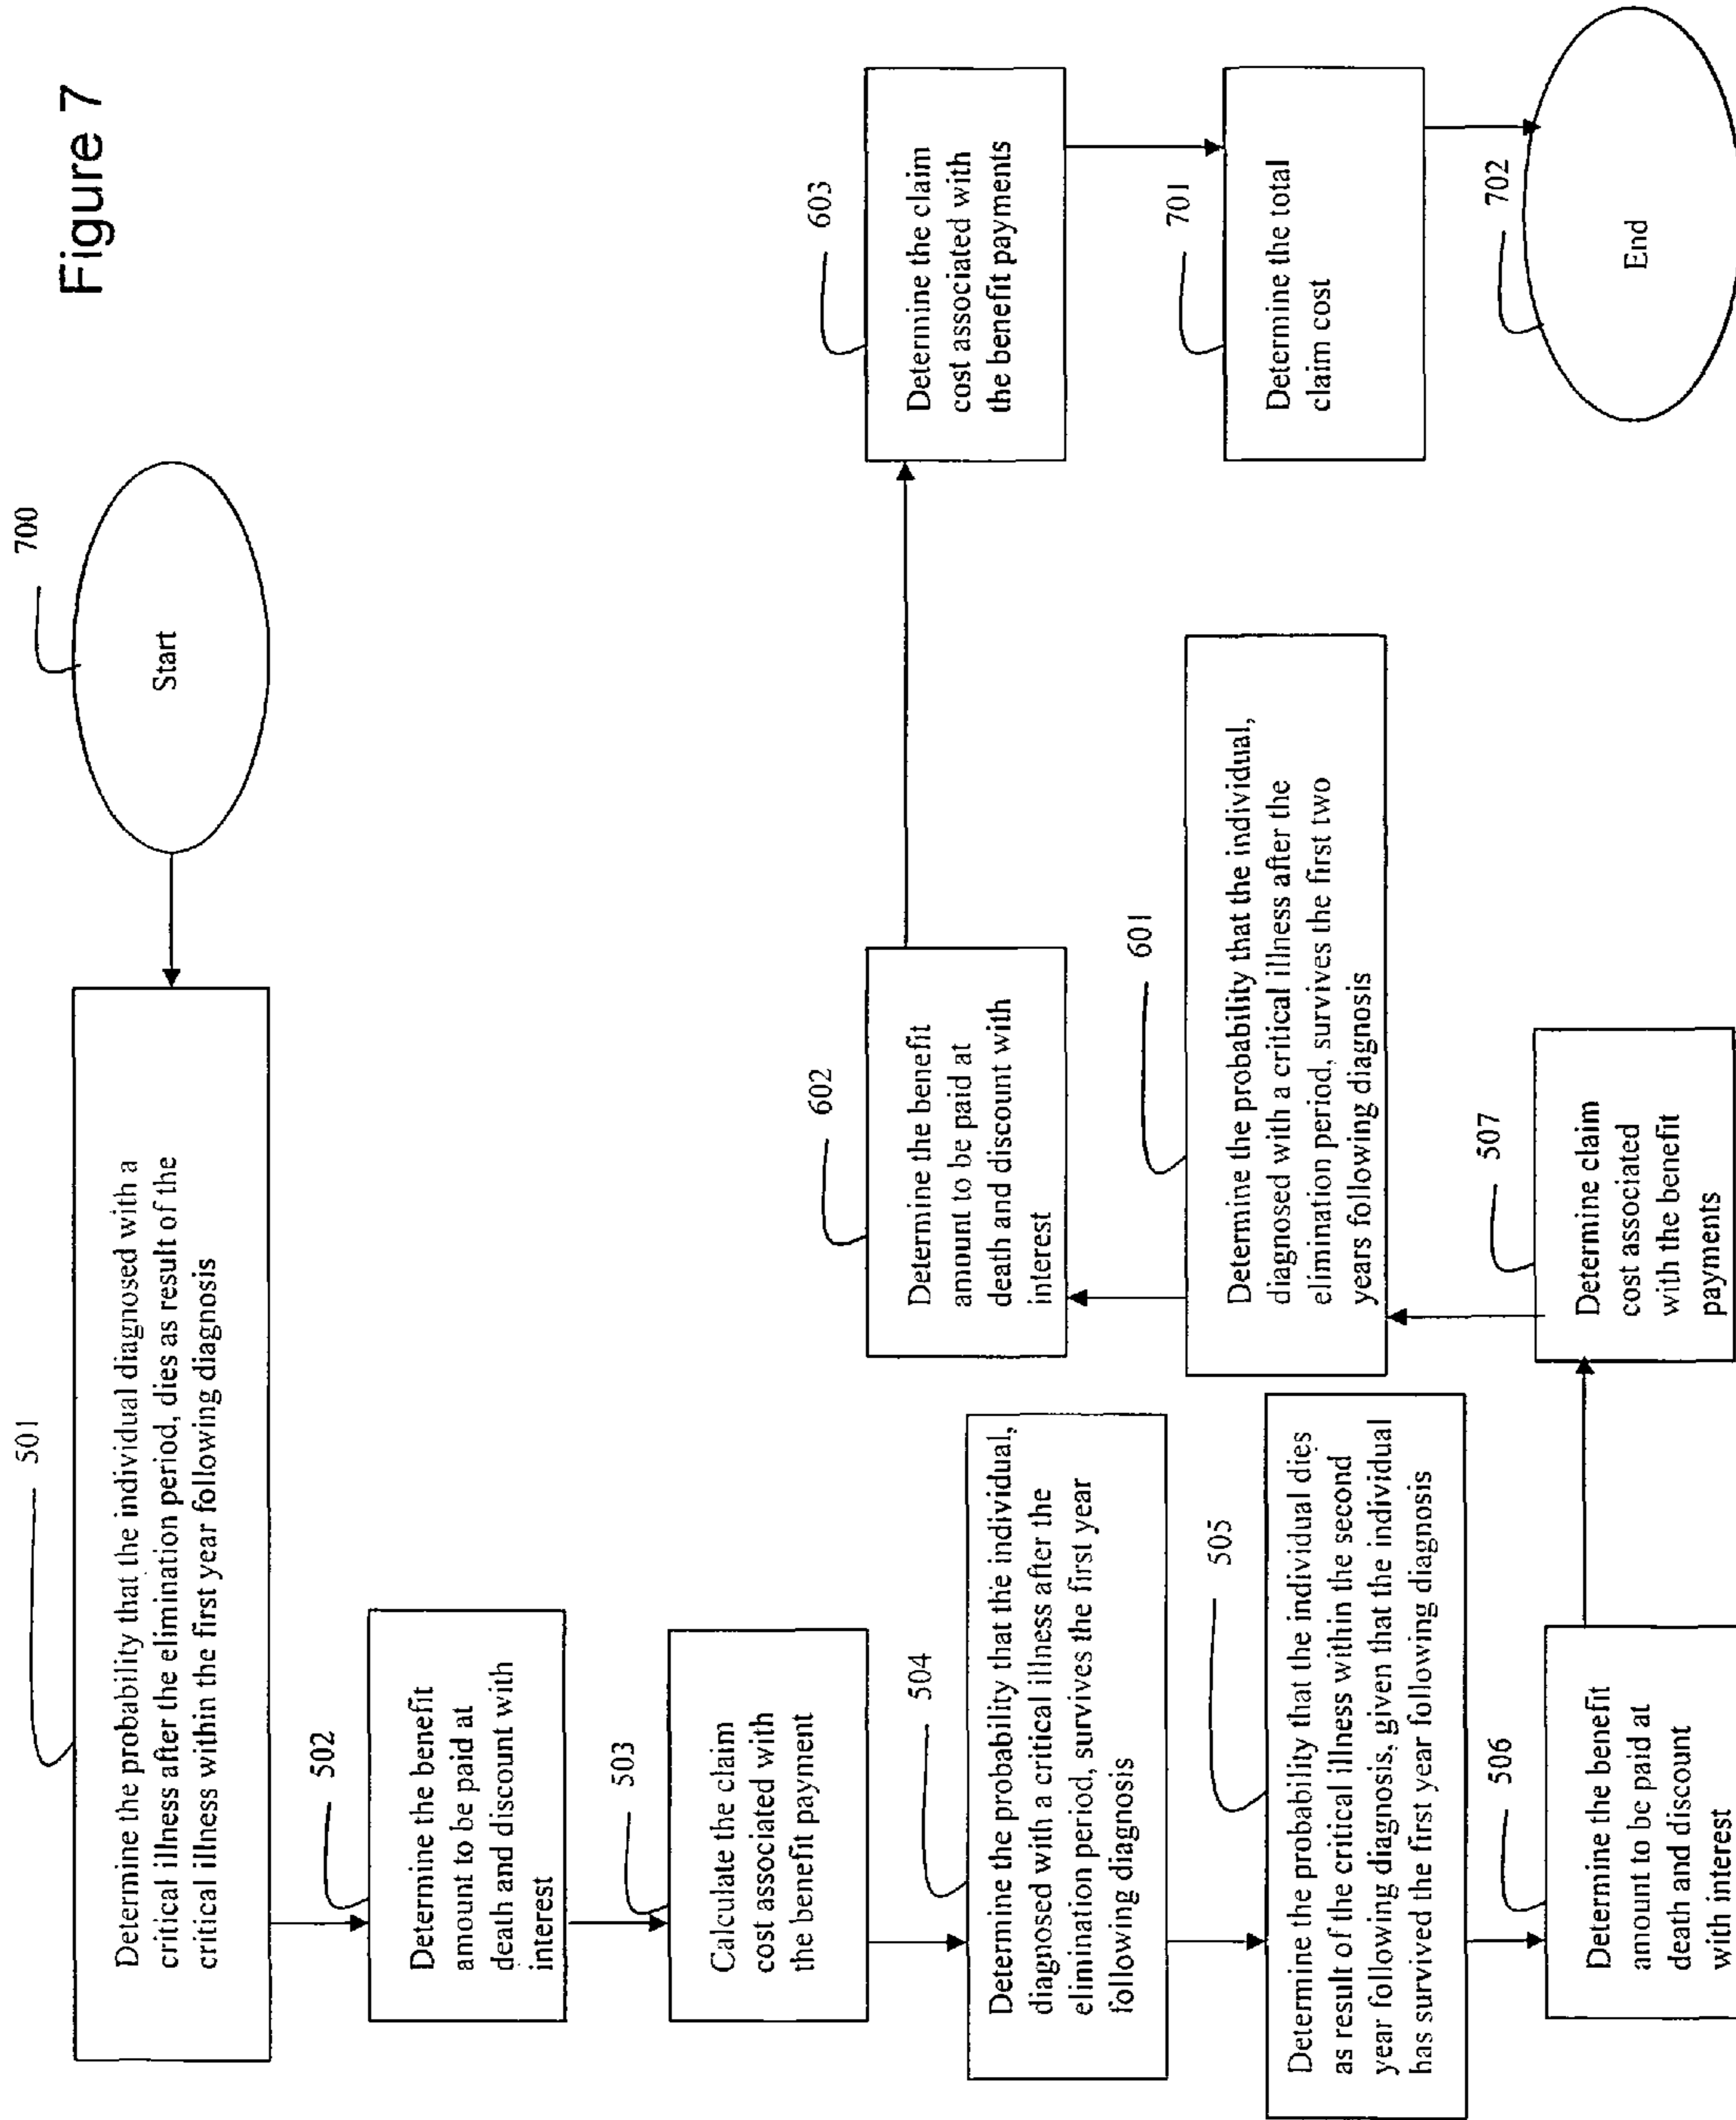 Figure 7
700
Start
501
Determine the probability that the individual diagnosed with a
critical illness after the elimination period, dies as result of the
critical illness within the first year following diagnosis
502
Determine the benefit
amount to be paid at
death and discount with
interest
503
Calculate the claim
cost associated with
the benefit payment
504
Determine the probability that the individual,
diagnosed with a critical illness after the
elimination period, survives the first year
following diagnosis
505
Determine the probability that the individual dies
as result of the critical illness within the second
year following diagnosis, given that the individual
has survived the first year following diagnosis
506
Determine the benefit
amount to be paid at
death and discount
with interest
507
Determine claim
cost associated
with the benefit
payments
601
Determine the probability that the individual,
diagnosed with a critical illness after the
elimination period, survives the first two
years following diagnosis
602
Determine the benefit
amount to be paid at
death and discount with
interest
603
Determine the claim
cost associated with
the benefit payments
701
Determine the total
claim cost
702
End